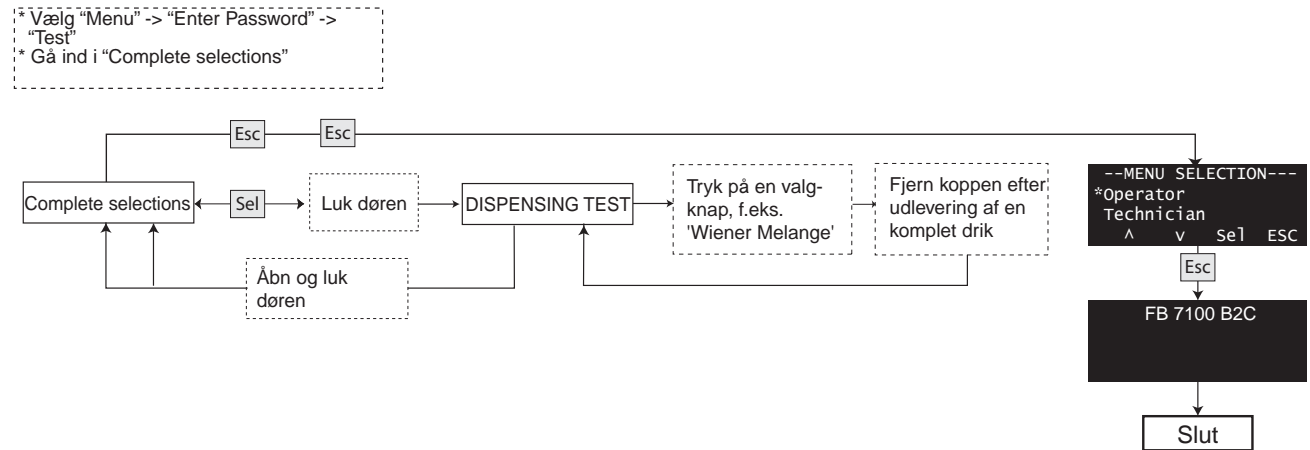 * Vælg “Menu” -> “Enter Password” ->
“Test”
* Gå ind i “Complete selections”
Esc
Esc
Complete selections
Sel
Luk døren
DISPENSING TEST
Tryk på en valg-
knap, f.eks.
'Wiener Melange'
Fjern koppen efter
udlevering af en
komplet drik
Åbn og luk
døren
--MENU SELECTION---
*Operator
Technician
^ v Sel ESC
Esc
FB 7100 B2C
Slut